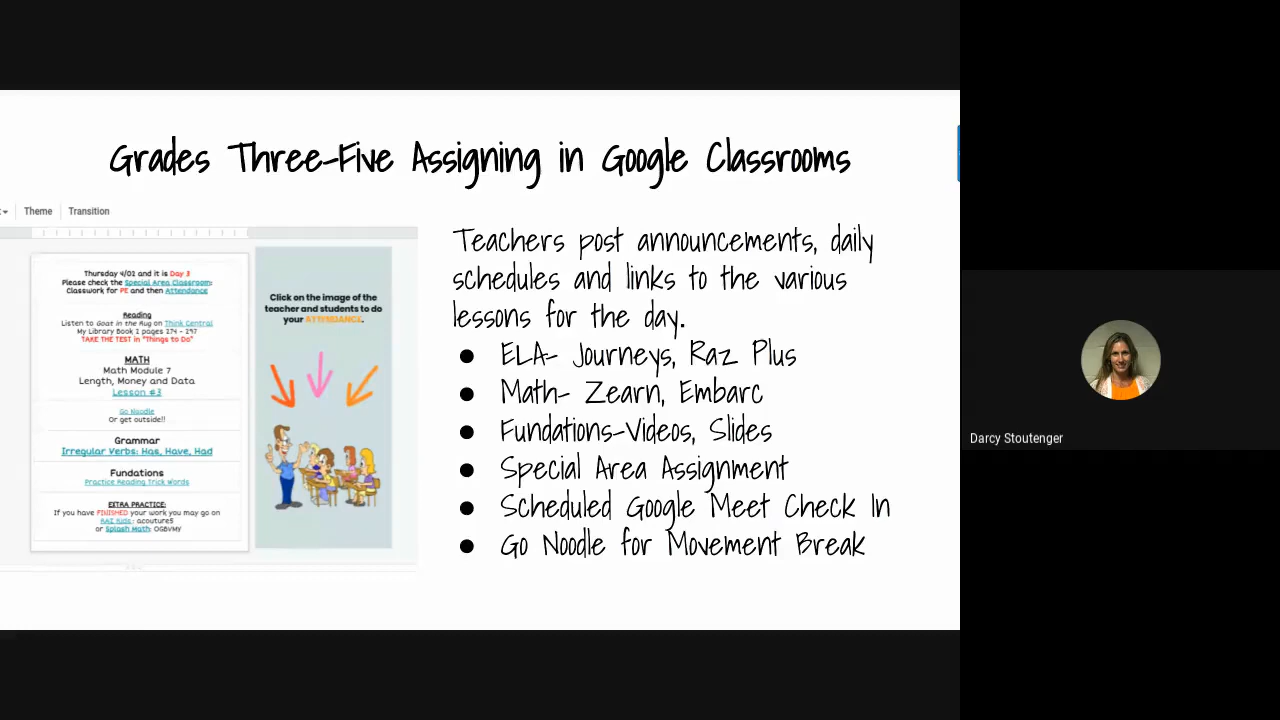 Grades Three-Five Assigning in Google Classrooms
Theme
Transition
Thursday 4/02 and it is Day 3
Please check the Special Area Classroom:
Classwork for PE and then Attendance
Reading
Listen to Goat in the Rug on Think Central
My Library Book 2 pages 274 - 297
TAKE THE TEST in "Things to Do"
MATH
Math Module 7
Length, Money and Data
Lesson #3
Go Noodle
Or get outside!!
Grammar
Irregular Verbs: Has, Have, Had
Fundations
Practice Reading Trick Words
EXTRA PRACTICE:
If you have FINISHED your work you may go on
RAZ Kids: acouture5
or Splash Math: OGBVMY
Click on the image of the
teacher and students to do
your ATTENDANCE.
Teachers post announcements, daily
schedules and links to the various
lessons for the day.
● ELA- Journeys, Raz Plus
● Math- Zearn, Embarc
● Fundations-Videos, Slides
● Special Area Assignment
● Scheduled Google Meet Check In
● Go Noodle for Movement Break
Darcy Stoutenger